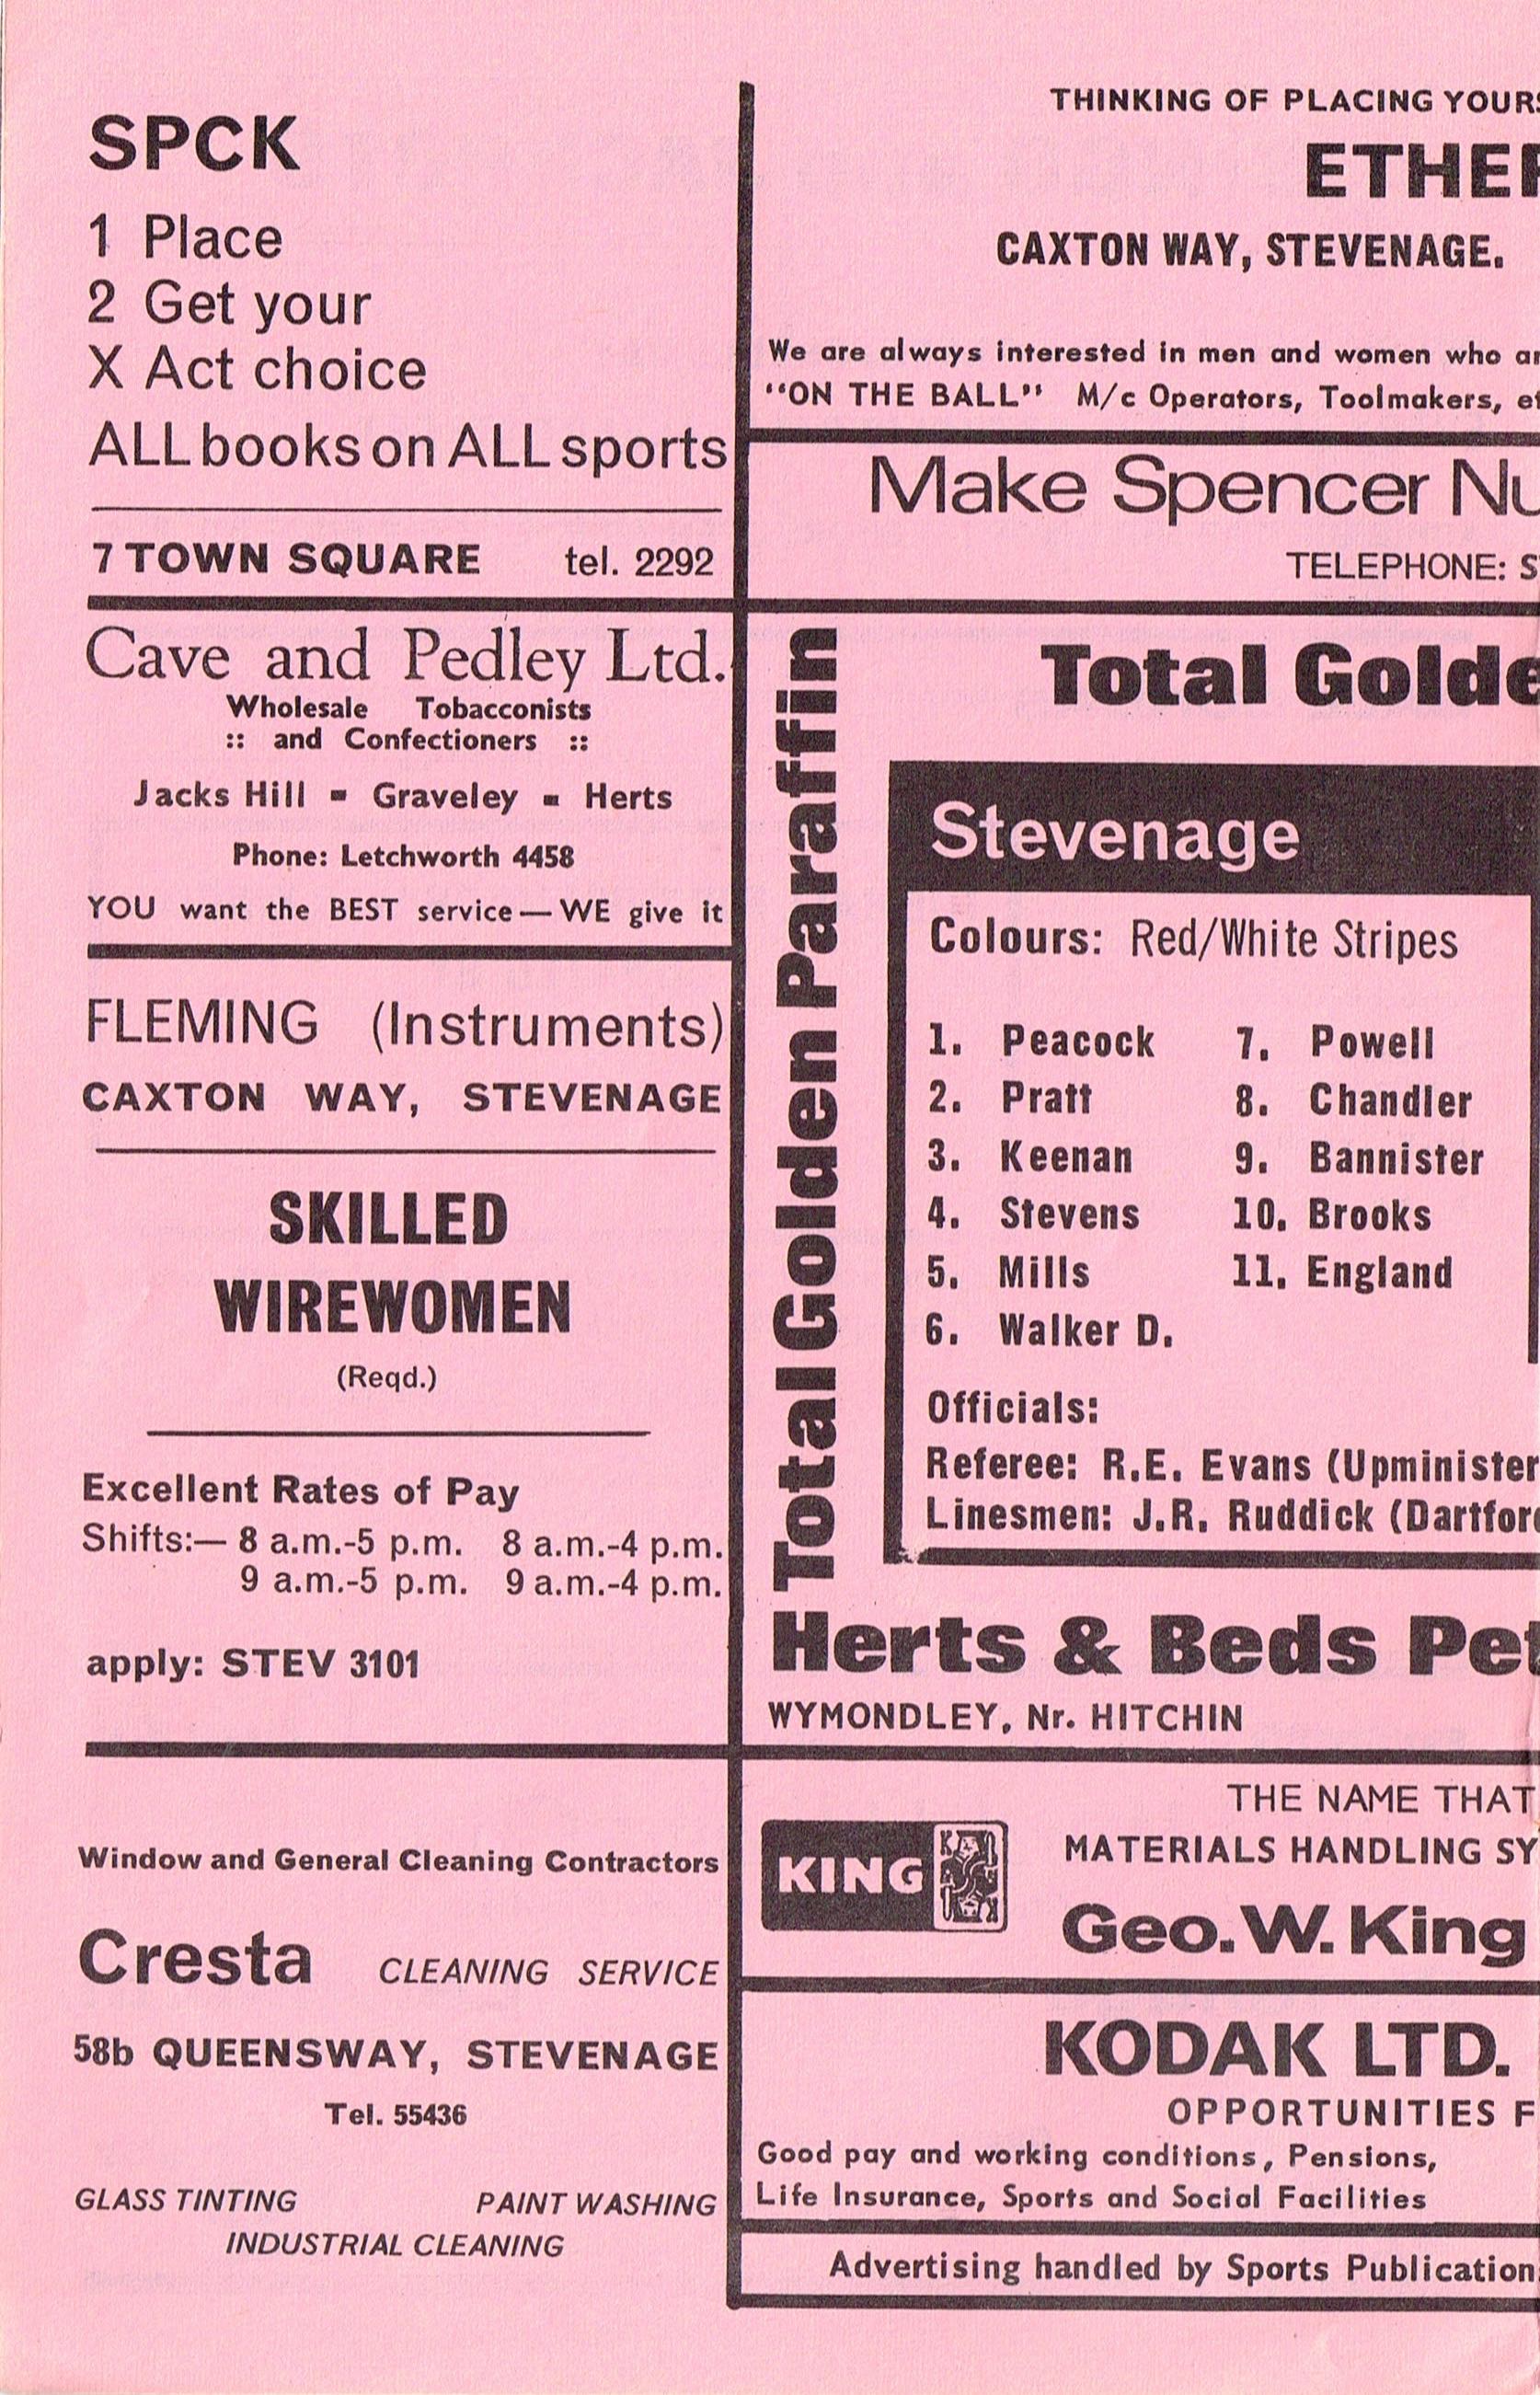 SPCK
1 Place
2 Get your
X Act choice
ALL books on ALL sports
7 TOWN SQUARE tel. 2292
Cave and Pedley Ltd.
Wholesale Tobacconists
:: and Confectioners ::
Jacks Hill - Graveley - Herts
Phone: Letchworth 4458
YOU want the BEST service — WE give it
FLEMING (Instruments)
CAXTON WAY, STEVENAGE
SKILLED
WIREWOMEN
(Reqd.)
Excellent Rates of Pay
Shifts:— 8 a.m.-5 p.m. 8 a.m.-4 p.m.
9 a.m.-5 p.m. 9 a.m.-4 p.m.
apply: STEV 3101
Window and General Cleaning Contractors
Cresta CLEANING SERVICE
58b QUEENSWAY, STEVENAGE
Tel. 55436
GLASS TINTING PAINT WASHING
INDUSTRIAL CLEANING
THINKING OF PLACING
CAXTON WAY, STEVENAGE.
We are always interested in men and women who
"ON THE BALL" M/c Operators, Toolmakers,
Make Spencer
TELEPHONE:
Total Golden Paraffin
Total
Stevenage
Colours: Red/White Stripes
1. Peacock 7. Powell
2. Pratt 8. Chandler
3. Keenan 9. Bannister
4. Stevens 10. Brooks
5. Mills 11. England
6. Walker D.
Officials:
Referee: R.E. Evans (Upminister
Linesmen: J.R. Ruddick
Herts & Beds
WYMONDLEY, Nr. HITCHIN
KING
K
THE NAME THAT
MATERIALS HANDLING
Geo. W. King
KODAK LTD.
OPPORTUNITIES
Good pay and working conditions, Pensions,
Life Insurance, Sports and Social Facilities
Advertising handled by Sports Publication